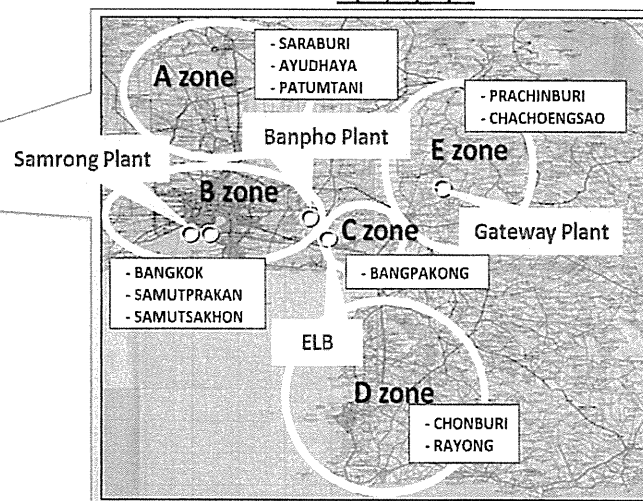 A zone
- SARABURI
- AYUDHAYA
- PATUMTANI
- PRACHINBURI
- CHACHOENGSAO
Banpho Plant
E zone
Samrong Plant
B zone
C zone
Gateway Plant
- BANGKOK
- SAMUTPRAKAN
- SAMUTSAKHON
- BANGPAKONG
ELB
D zone
- CHONBURI
- RAYONG